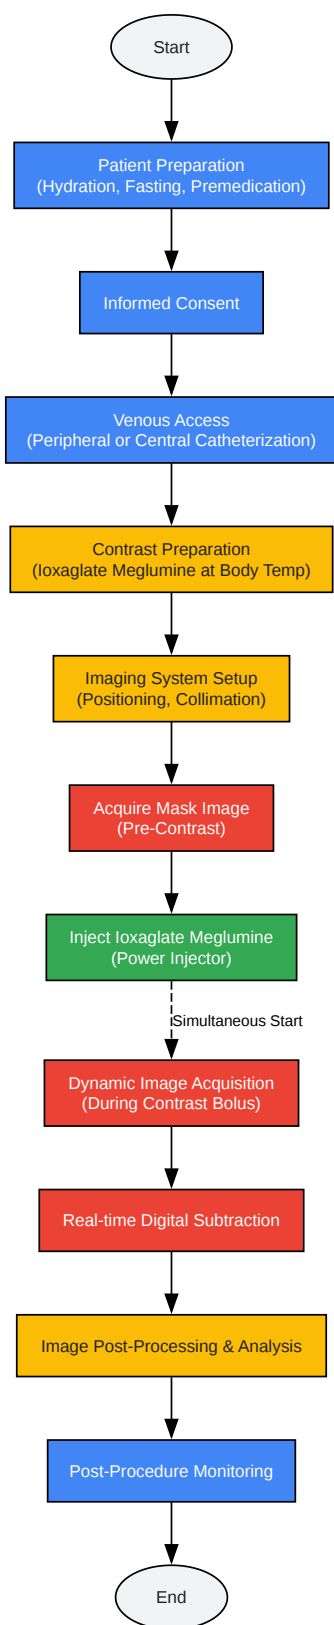 Start
Patient Preparation
(Hydration, Fasting, Premedication)
Informed Consent
Venous Access
(Peripheral or Central Catheterization)
Contrast Preparation
(Ioxaglate Meglumine at Body Temp)
Imaging System Setup
(Positioning, Collimation)
Acquire Mask Image
(Pre-Contrast)
Inject Ioxaglate Meglumine
(Power Injector)
Simultaneous Start
Dynamic Image Acquisition
(During Contrast Bolus)
Real-time Digital Subtraction
Image Post-Processing & Analysis
Post-Procedure Monitoring
End